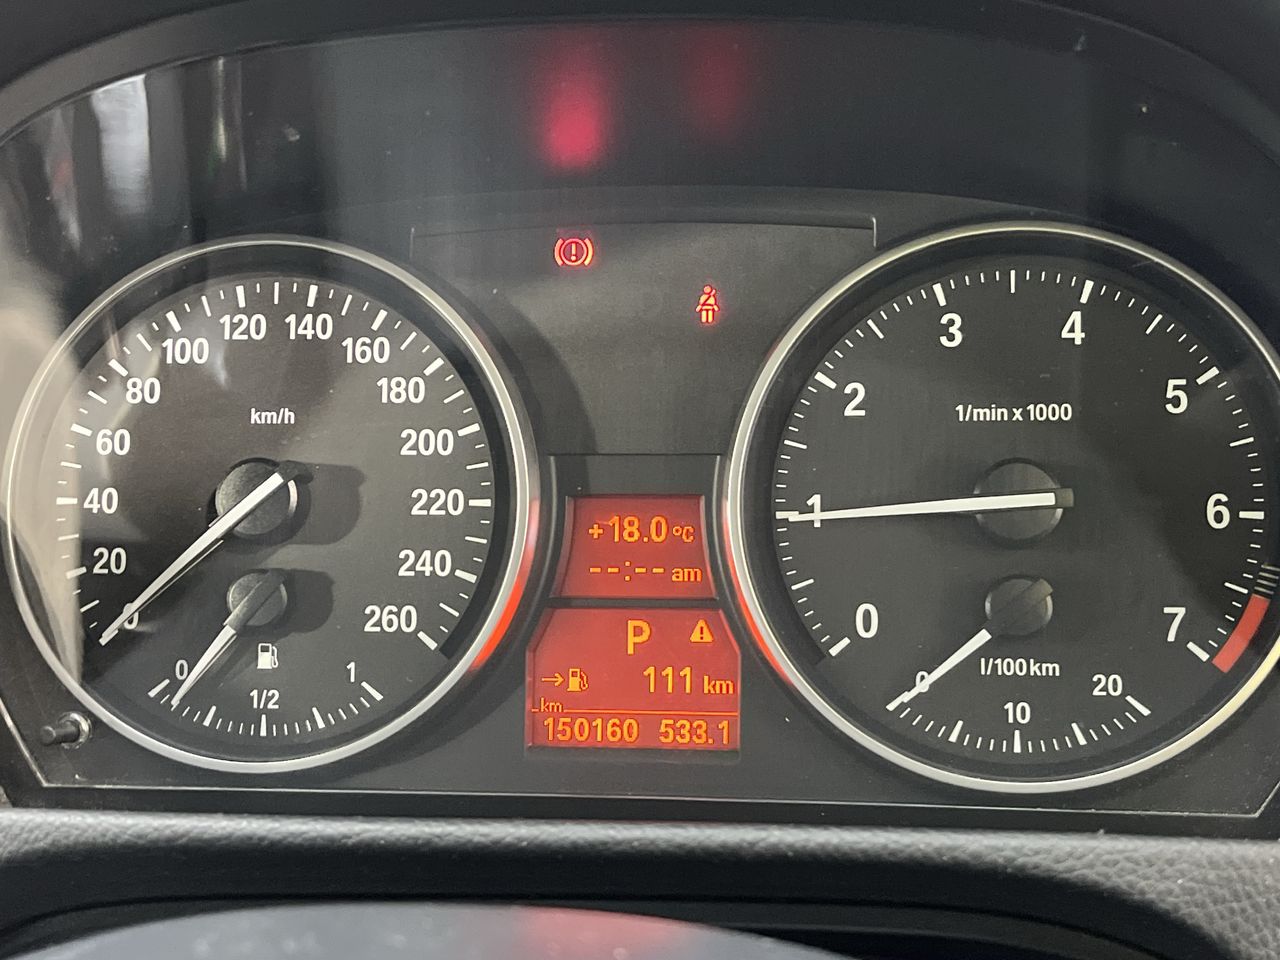 120 140
100 160
80 180
km/h
60 200
40 220
20 240
0 260
0 1/2 1
+18.0 °C
--:-- am
P
111 km
km
150160 533.1
3 4
2 5
1/min x 1000
1 6
0 7
l/100km
0 10 20